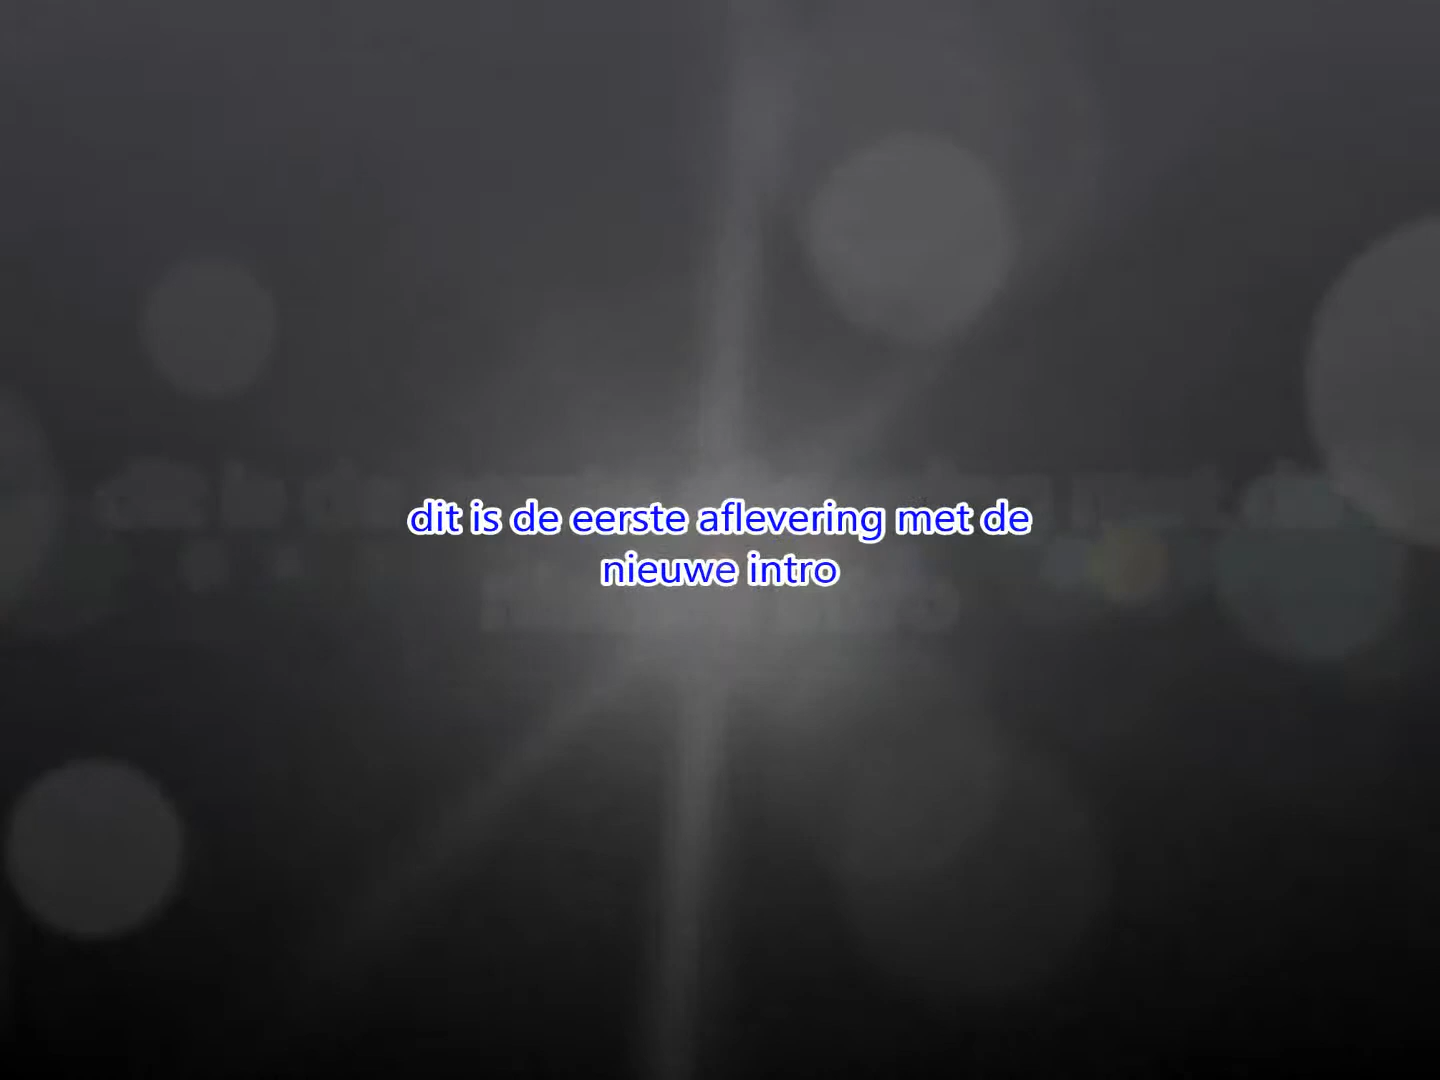 dit is de eerste aflevering met de
nieuwe intro